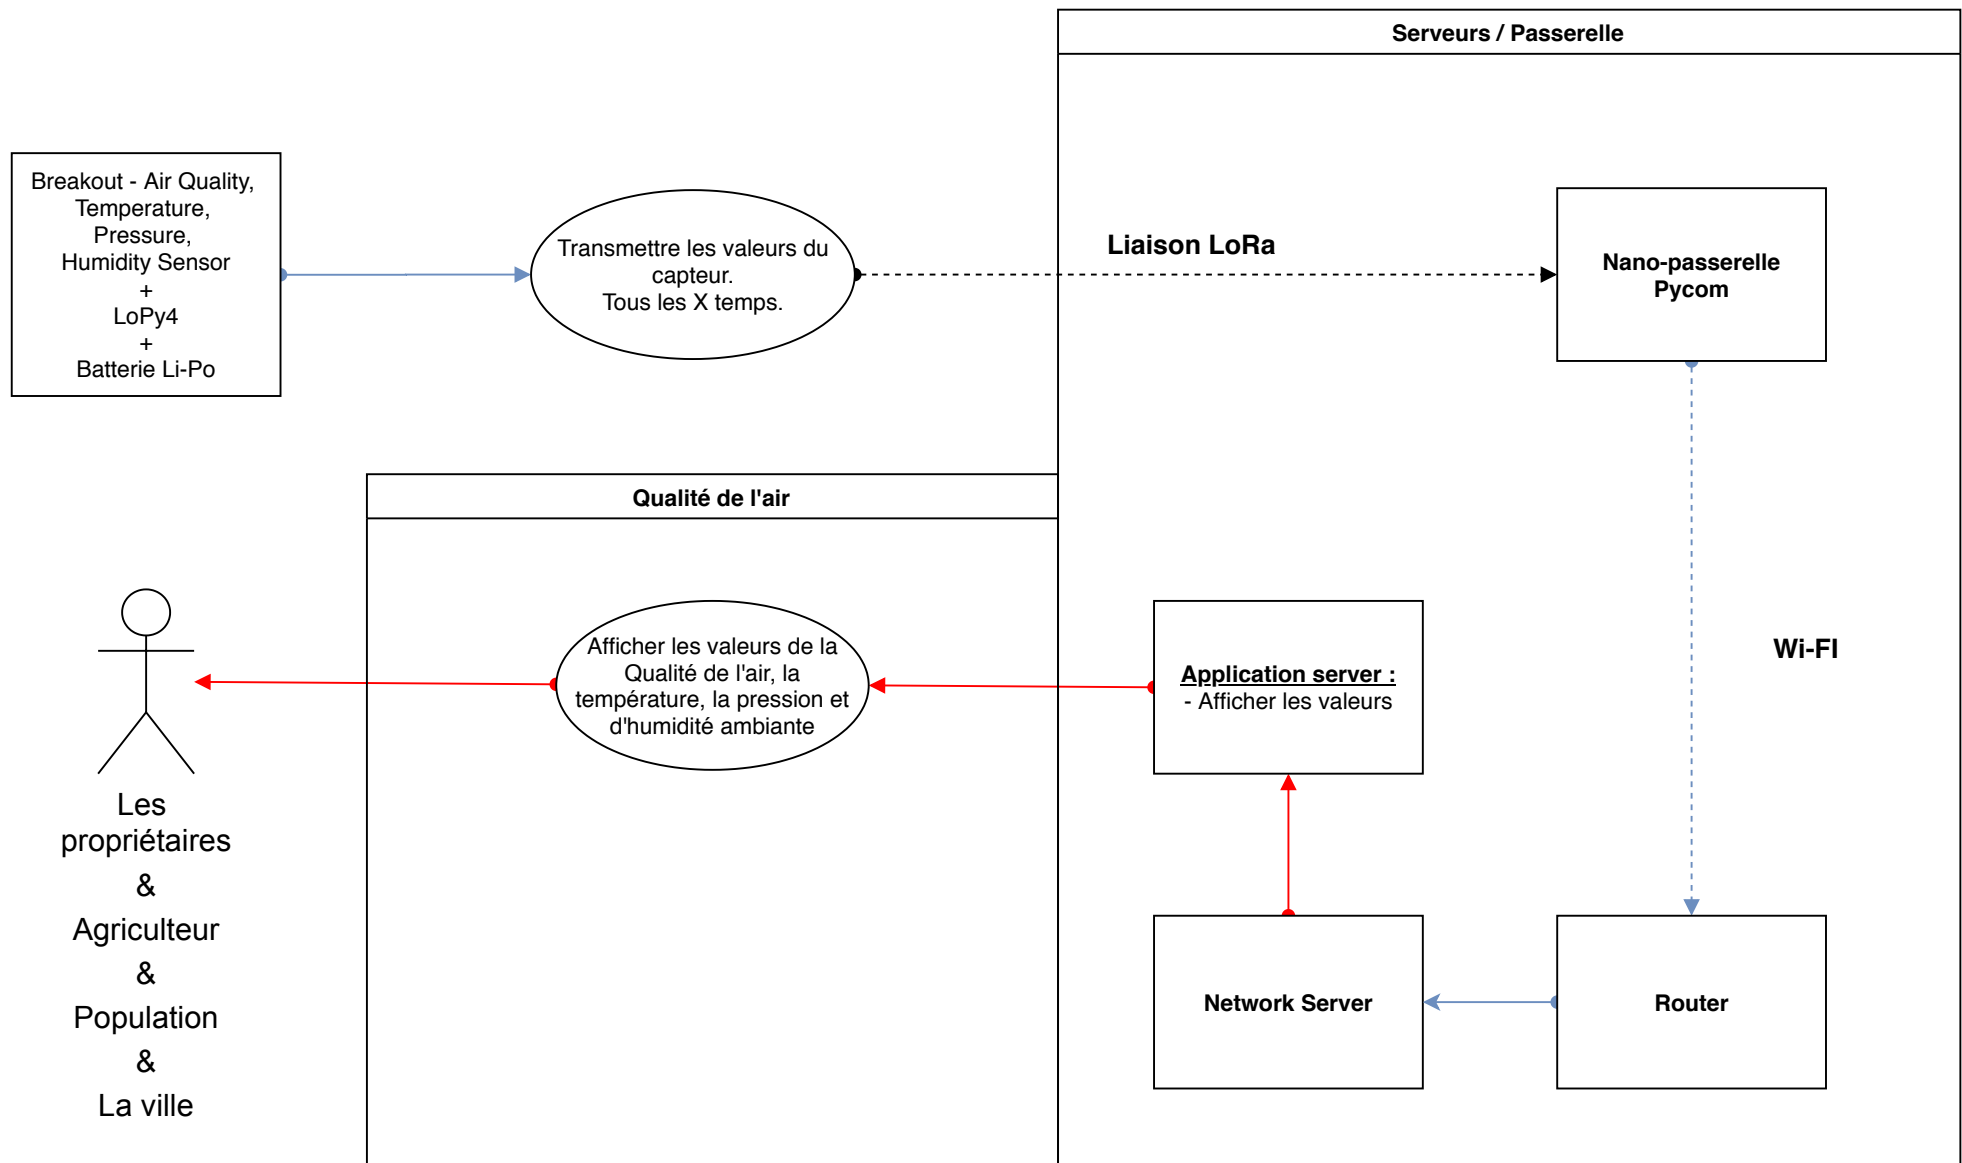 Serveurs / Passerelle
Breakout - Air Quality,
Temperature,
Pressure,
Humidity Sensor
+
LoPy4
+
Batterie Li-Po
Transmettre les valeurs du
capteur.
Tous les X temps.
Liaison LoRa
Nano-passerelle
Pycom
Qualité de l'air
Afficher les valeurs de la
Qualité de l'air, la
température, la pression et
d'humidité ambiante
Application server :
- Afficher les valeurs
Wi-FI
Les
propriétaires
&
Agriculteur
&
Population
&
La ville
Network Server
Router